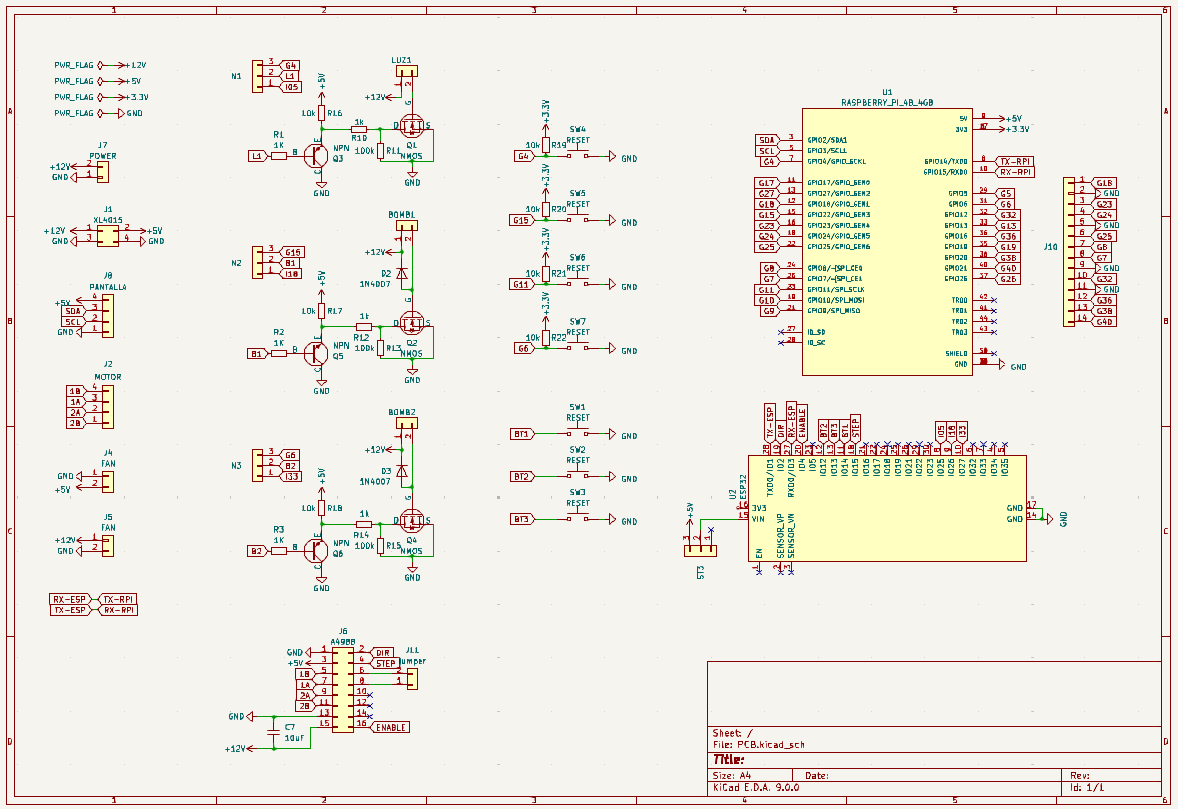 1 2 3 4 5 6
A B C D
PWR_FLAG +12V
PWR_FLAG +5V
PWR_FLAG +3.3V
PWR_FLAG GND
J7
POWER
+12V 2
GND 1
J1
XL4015
+12V 1 2 +5V
GND 3 4 GND
J8
PANTALLA
+5V 4
SDA 3
SCL 2
GND 1
J2
MOTOR
1B 4
1A 3
2A 2
2B 1
J4
FAN
GND 1
+5V 2
J5
FAN
+12V 1
GND 2
RX-ESP TX-RPI
TX-ESP RX-RPI
N1
3 G4
2 L1
1 IO5
LUZ1
1 2
+12V
+5V
10k R16
1k
R10
R11
100k
R1
1K
L1
B E C
NPN
Q3
GND
G D S
Q1
NMOS
GND
N2
3 G15
2 B1
1 I18
BOMB1
1 2
+12V
D2
1N4007
+5V
10k R17
1k
R12
R13
100k
R2
1K
B1
B E C
NPN
Q5
GND
G D S
Q2
NMOS
GND
N3
3 G6
2 B2
1 I33
BOMB2
1 2
+12V
D3
1N4007
+5V
10k R18
1k
R14
R15
100k
R3
1K
B2
B E C
NPN
Q6
GND
G D S
Q4
NMOS
GND
J6
A4988
GND 1 2 DIR
+5V 3 4 STEP
1B 5 6
1A 7 8
2A 9 10
2B 11 12
GND 13 14
15 16 ENABLE
J11
Jumper
2
1
C7
10uF
+12V
+3.3V
SW4
RESET
10k R19
G4 GND
+3.3V
SW5
RESET
10k R20
G15 GND
+3.3V
SW6
RESET
10k R21
G11 GND
+3.3V
SW7
RESET
10k R22
G6 GND
SW1
RESET
BT1 GND
SW2
RESET
BT2 GND
SW3
RESET
BT3 GND
U1
RASPBERRY_PI_4B_4GB
SDA 3 GPIO2/SDA1
SCL 5 GPIO3/SCL1
G4 7 GPIO4/GPIO_GCKL
G17 11 GPIO17/GPIO_GEN0
G27 13 GPIO27/GPIO_GEN2
G18 12 GPIO18/GPIO_GEN1
G15 15 GPIO22/GPIO_GEN3
G23 16 GPIO23/GPIO_GEN4
G24 18 GPIO24/GPIO_GEN5
G25 22 GPIO25/GPIO_GEN6
G8 24
G7 26
G11 23 GPIO11/SPI_SCLK
G10 19 GPIO10/SPI_MOSI
G9 21 GPIO9/SPI_MISO
27 ID_SD
28 ID_SC
5V +5V
3V3 17 +3.3V
GPIO14/TXD0 8 TX-RPI
GPIO15/RXD0 10 RX-RPI
GPIO5 29 G5
GPIO6 31 G6
GPIO12 32 G32
GPIO13 33 G13
GPIO16 36 G36
GPIO19 35 G19
GPIO20 38 G38
GPIO21 40 G40
GPIO26 37 G26
TR00 42
TR01 41
TR02 44
TR03 43
SHIELD
GND GND
J10
1 G18
2 GND
3 G23
4 G24
5 GND
6 G25
7 G8
8 G7
9 GND
10 G32
11 GND
12 G36
13 G38
14 G40
TX-ESP DIR RX-ESP ENABLE BT2 BT3 BT1 STEP IO5 I18 I33
TXD0/IO1 IO2 RXD0/IO3 IO4 IO5 IO12 IO13 IO14 IO15 IO16 IO17 IO18 IO19 IO21 IO22 IO23 IO25 IO26 IO27 IO32 IO33 IO34 IO35
U2
ESP32
3V3
15 VIN
EN
1
SENSOR_VP
2
SENSOR_VN
3
GND 17
GND 14
GND
+5V
3 2 1
ST3
Sheet: /
File: PCB.kicad_sch
Title:
Size: A4 Date: Rev:
KiCad E.D.A. 9.0.0 Id: 1/1
1 2 3 4 5 6